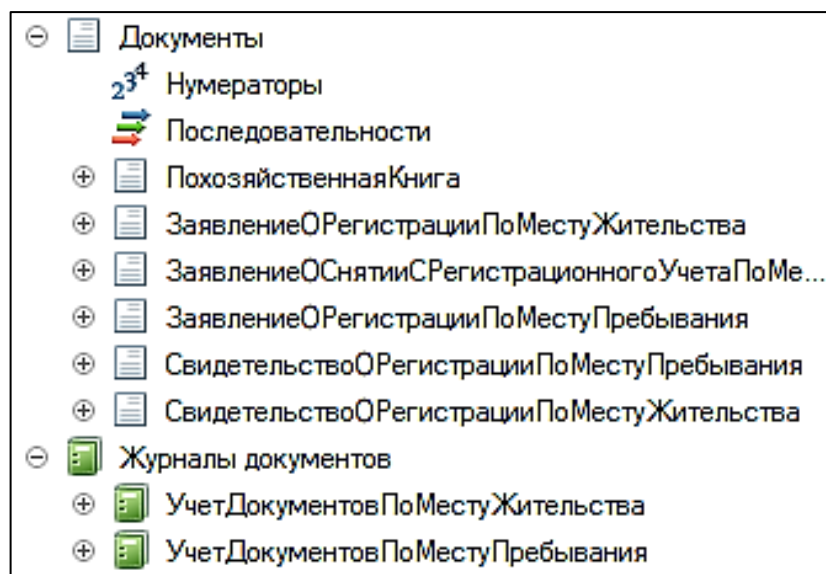 Документы
Нумераторы
Последовательности
ПохозяйственнаяКнига
ЗаявлениеОРегистрацииПоМестуЖительства
ЗаявлениеОСнятииСРегистрационногоУчетаПоМе...
ЗаявлениеОРегистрацииПоМестуПребывания
СвидетельствоОРегистрацииПоМестуПребывания
СвидетельствоОРегистрацииПоМестуЖительства
Журналы документов
УчетДокументовПоМестуЖительства
УчетДокументовПоМестуПребывания